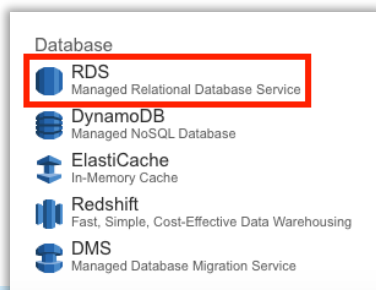 Database
RDS
Managed Relational Database Service
DynamoDB
Managed NoSQL Database
ElastiCache
In-Memory Cache
Redshift
Fast, Simple, Cost-Effective Data Warehousing
DMS
Managed Database Migration Service